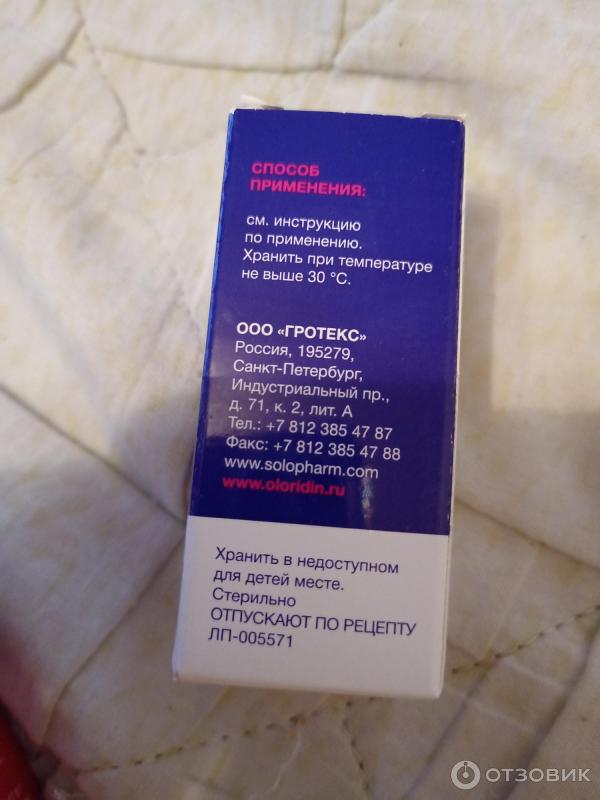 СПОСОБ
ПРИМЕНЕНИЯ:
см. инструкцию
по применению.
Хранить при температуре
не выше 30 °C.
ООО «ГРОТЕКС»
Россия, 195279,
Санкт-Петербург,
Индустриальный пр.,
д. 71, к. 2, лит. А
Тел.: +7 812 385 47 87
Факс: +7 812 385 47 88
www.solopharm.com
www.oloridin.ru
Хранить в недоступном
для детей месте.
Стерильно
ОТПУСКАЮТ ПО РЕЦЕПТУ
ЛП-005571
ОТЗОВИК